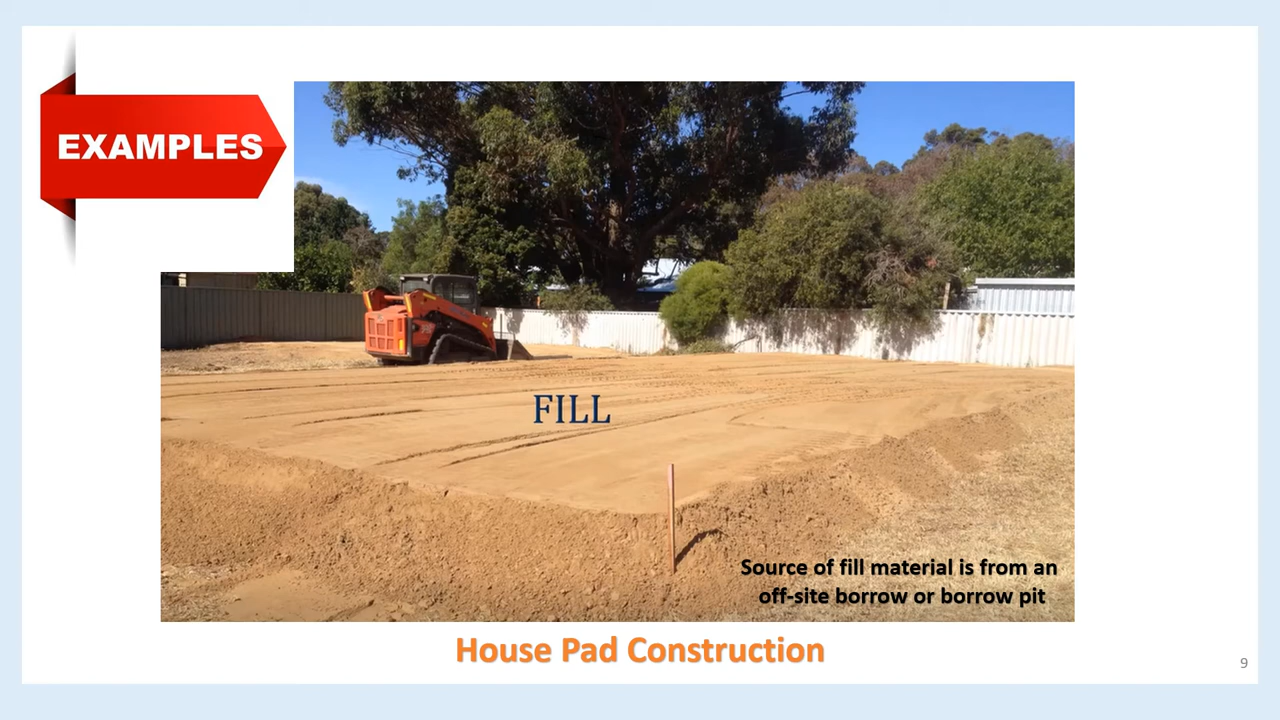 EXAMPLES
FILL
Source of fill material is from an
off-site borrow or borrow pit
House Pad Construction
9